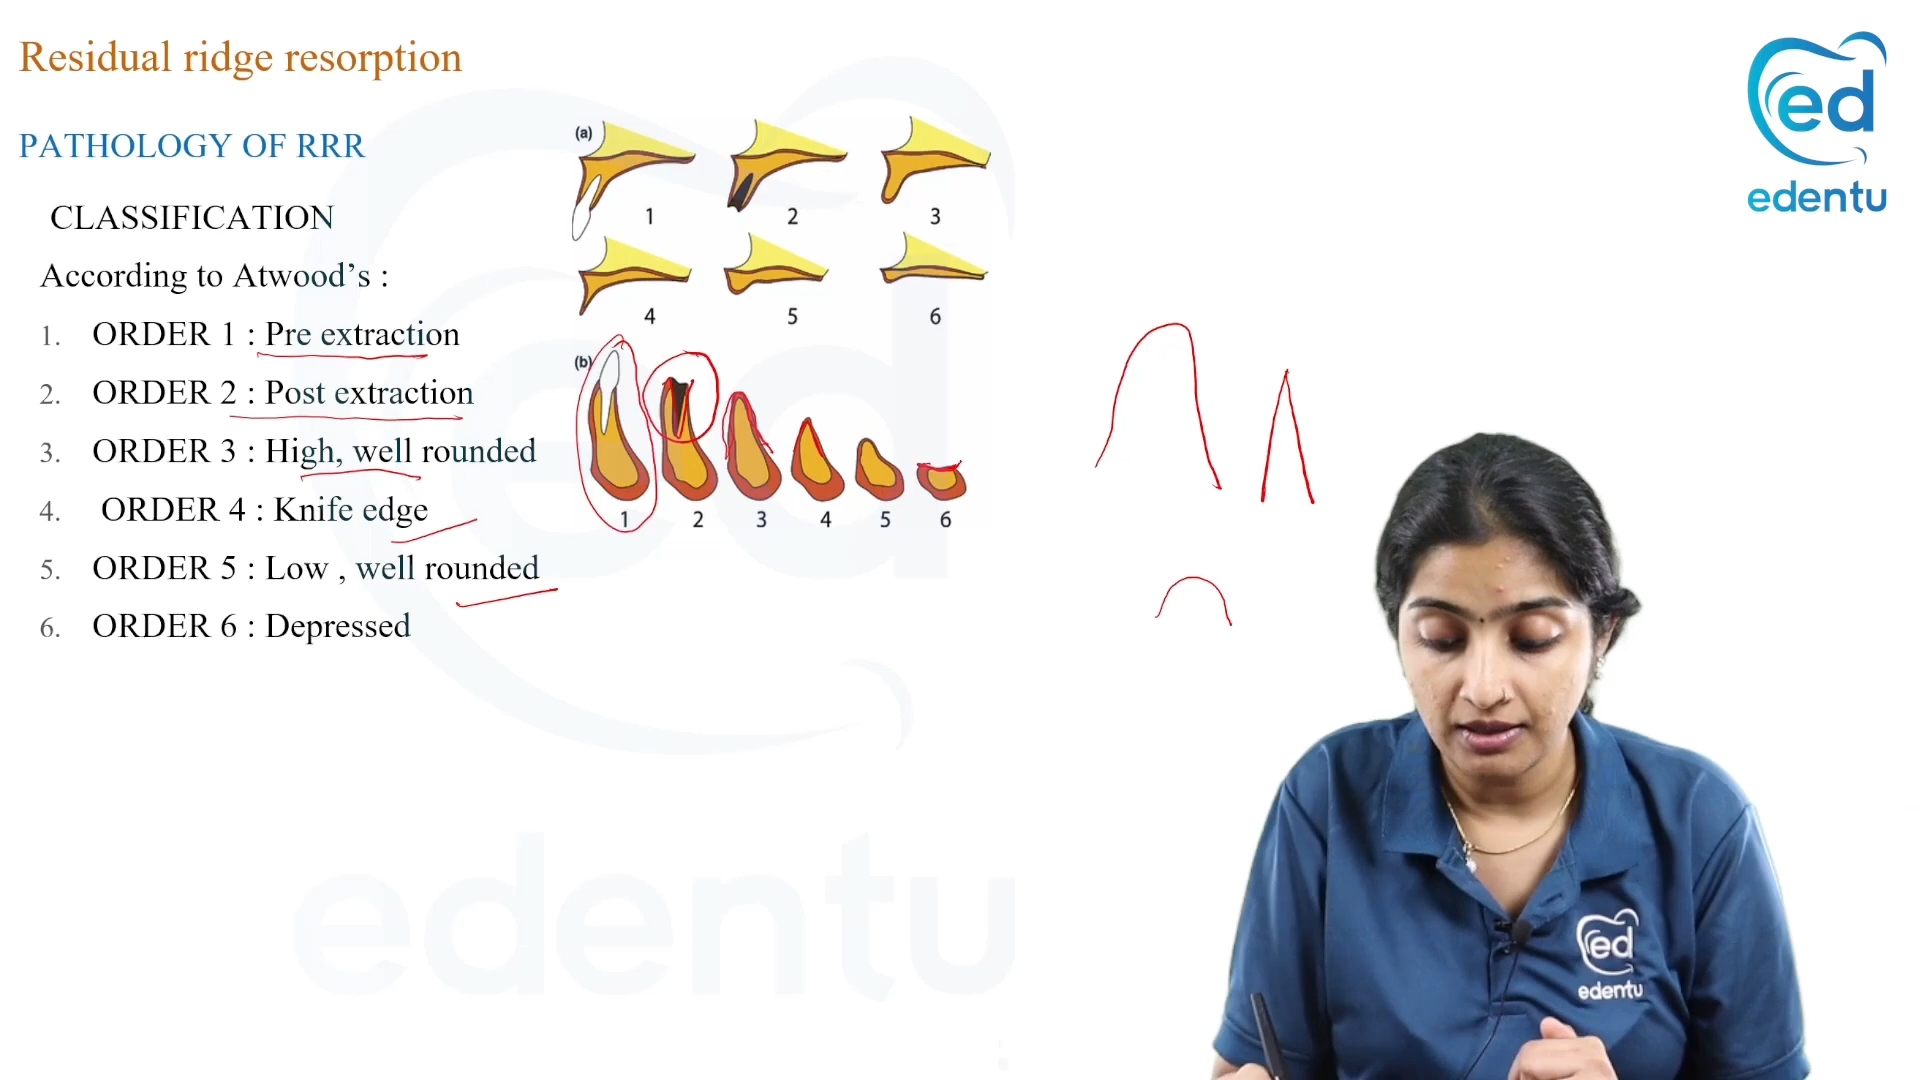 Residual ridge resorption
PATHOLOGY OF RRR
CLASSIFICATION
According to Atwood’s :
1. ORDER 1 : Pre extraction
2. ORDER 2 : Post extraction
3. ORDER 3 : High, well rounded
4. ORDER 4 : Knife edge
5. ORDER 5 : Low , well rounded
6. ORDER 6 : Depressed
(a)
1 2 3
4 5 6
(b)
1 2 3 4 5 6
ed
edentu
ed
edentu
ed
edentu